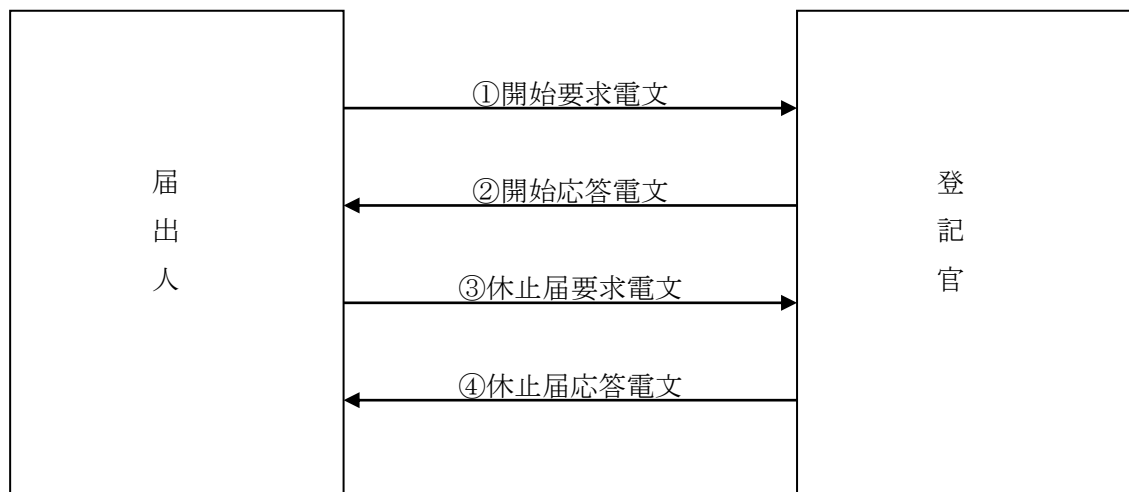 ①開始要求電文
②開始応答電文
届出人
登記官
③休止届要求電文
④休止届応答電文